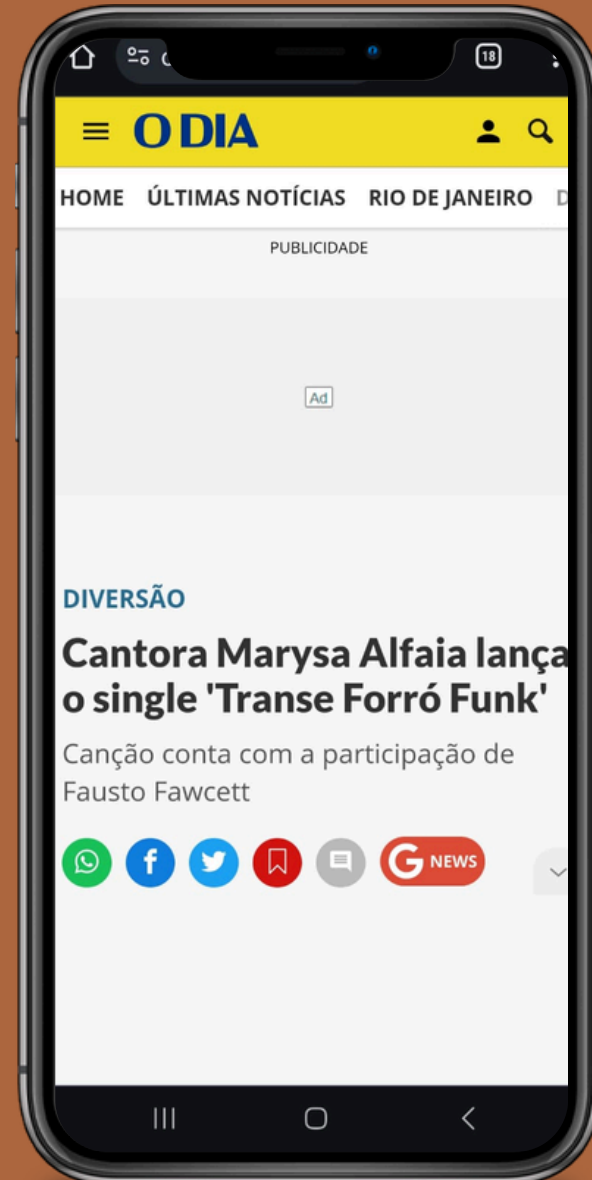 18
O DIA
HOME ÚLTIMAS NOTÍCIAS RIO DE JANEIRO D
PUBLICIDADE
Ad
DIVERSÃO
Cantora Marysa Alfaia lança
o single 'Transe Forró Funk'
Canção conta com a participação de
Fausto Fawcett
G NEWS